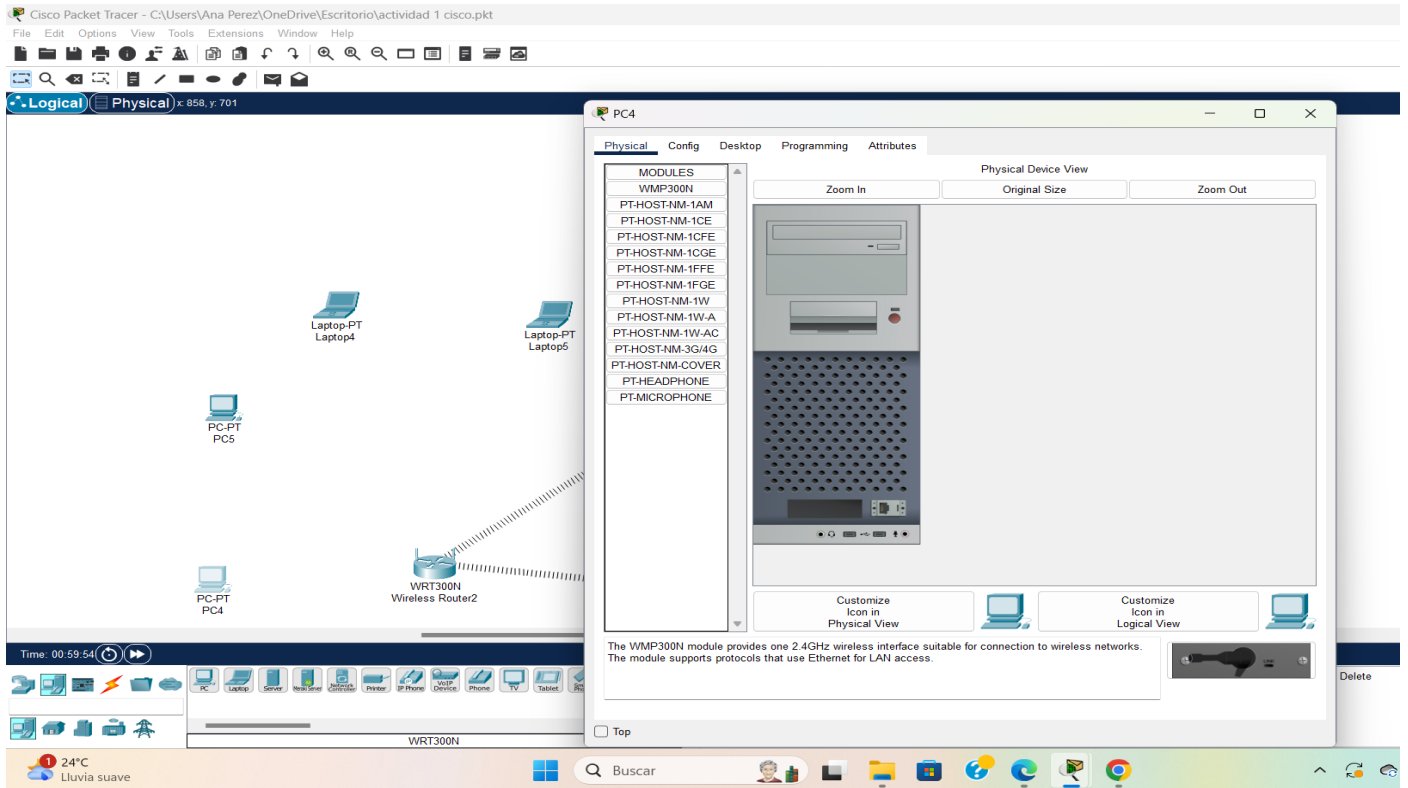 Cisco Packet Tracer - C:\Users\Ana Perez\OneDrive\Escritorio\actividad 1 cisco.pkt
File Edit Options View Tools Extensions Window Help
Logical Physical x: 858, y: 701
PC4
Physical Config Desktop Programming Attributes
MODULES
WMP300N
PT-HOST-NM-1AM
PT-HOST-NM-1CE
PT-HOST-NM-1CFE
PT-HOST-NM-1CGE
PT-HOST-NM-1FFE
PT-HOST-NM-1FGE
PT-HOST-NM-1W
PT-HOST-NM-1W-A
PT-HOST-NM-1W-AC
PT-HOST-NM-3G/4G
PT-HOST-NM-COVER
PT-HEADPHONE
PT-MICROPHONE
Physical Device View
Zoom In Original Size Zoom Out
Laptop-PT
Laptop4
Laptop-PT
Laptop5
PC-PT
PC5
WRT300N
Wireless Router2
PC-PT
PC4
Customize
Icon in
Physical View
Customize
Icon in
Logical View
The WMP300N module provides one 2.4GHz wireless interface suitable for connection to wireless networks.
The module supports protocols that use Ethernet for LAN access.
Top
Time: 00:59:54
PC Laptop Server Meraki Server Network Controller Printer IP Phone VoIP Device Phone TV Tablet
Delete
WRT300N
1
24°C
Lluvia suave
Buscar